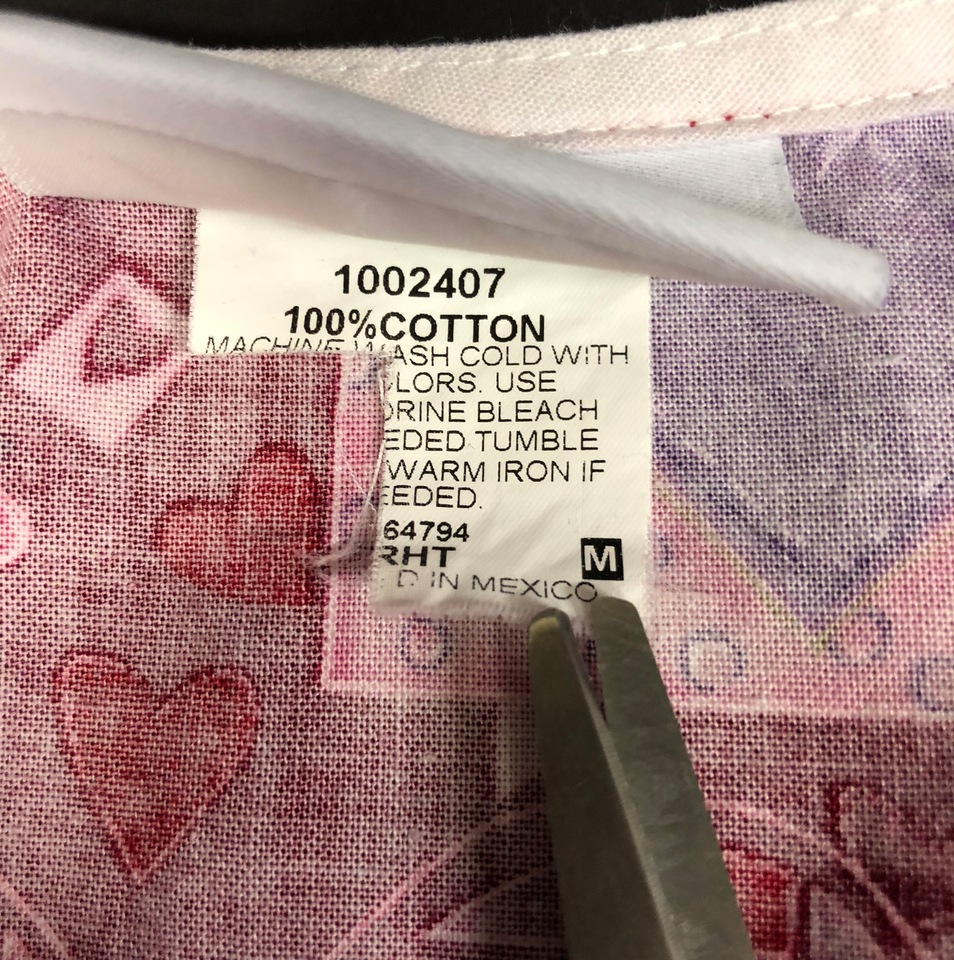 1002407
100%COTTON
MACHINE WASH COLD WITH
LORS. USE
ORINE BLEACH
EDED TUMBLE
WARM IRON IF
EEDED.
64794
RHT M
D IN MEXICO